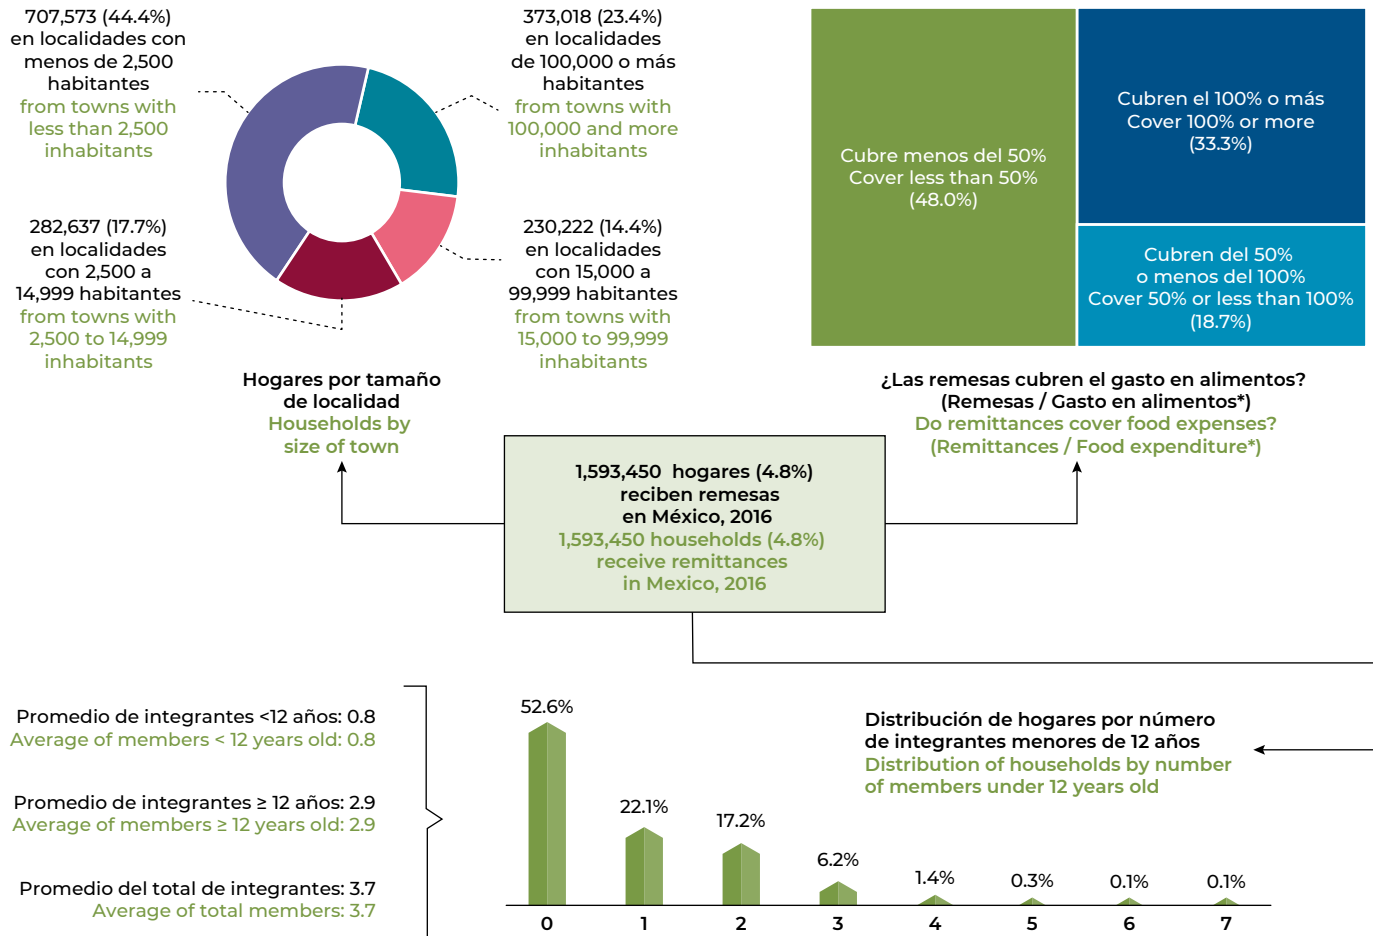 707,573 (44.4%)
en localidades con
menos de 2,500
habitantes
from towns with
less than 2,500
inhabitants
373,018 (23.4%)
en localidades
de 100,000 o más
habitantes
from towns with
100,000 and more
inhabitants
282,637 (17.7%)
en localidades
con 2,500 a
14,999 habitantes
from towns with
2,500 to 14,999
inhabitants
230,222 (14.4%)
en localidades
con 15,000 a
99,999 habitantes
from towns with
15,000 to 99,999
inhabitants
Hogares por tamaño
de localidad
Households by
size of town
Cubre menos del 50%
Cover less than 50%
(48.0%)
Cubren el 100% o más
Cover 100% or more
(33.3%)
Cubren del 50%
o menos del 100%
Cover 50% or less than 100%
(18.7%)
¿Las remesas cubren el gasto en alimentos?
(Remesas / Gasto en alimentos*)
Do remittances cover food expenses?
(Remittances / Food expenditure*)
1,593,450 hogares (4.8%)
reciben remesas
en México, 2016
1,593,450 households (4.8%)
receive remittances
in Mexico, 2016
Promedio de integrantes <12 años: 0.8
Average of members < 12 years old: 0.8
Promedio de integrantes ≥ 12 años: 2.9
Average of members ≥ 12 years old: 2.9
Promedio del total de integrantes: 3.7
Average of total members: 3.7
Distribución de hogares por número
de integrantes menores de 12 años
Distribution of households by number
of members under 12 years old
52.6%
22.1%
17.2%
6.2%
1.4%
0.3%
0.1%
0.1%
0
1
2
3
4
5
6
7